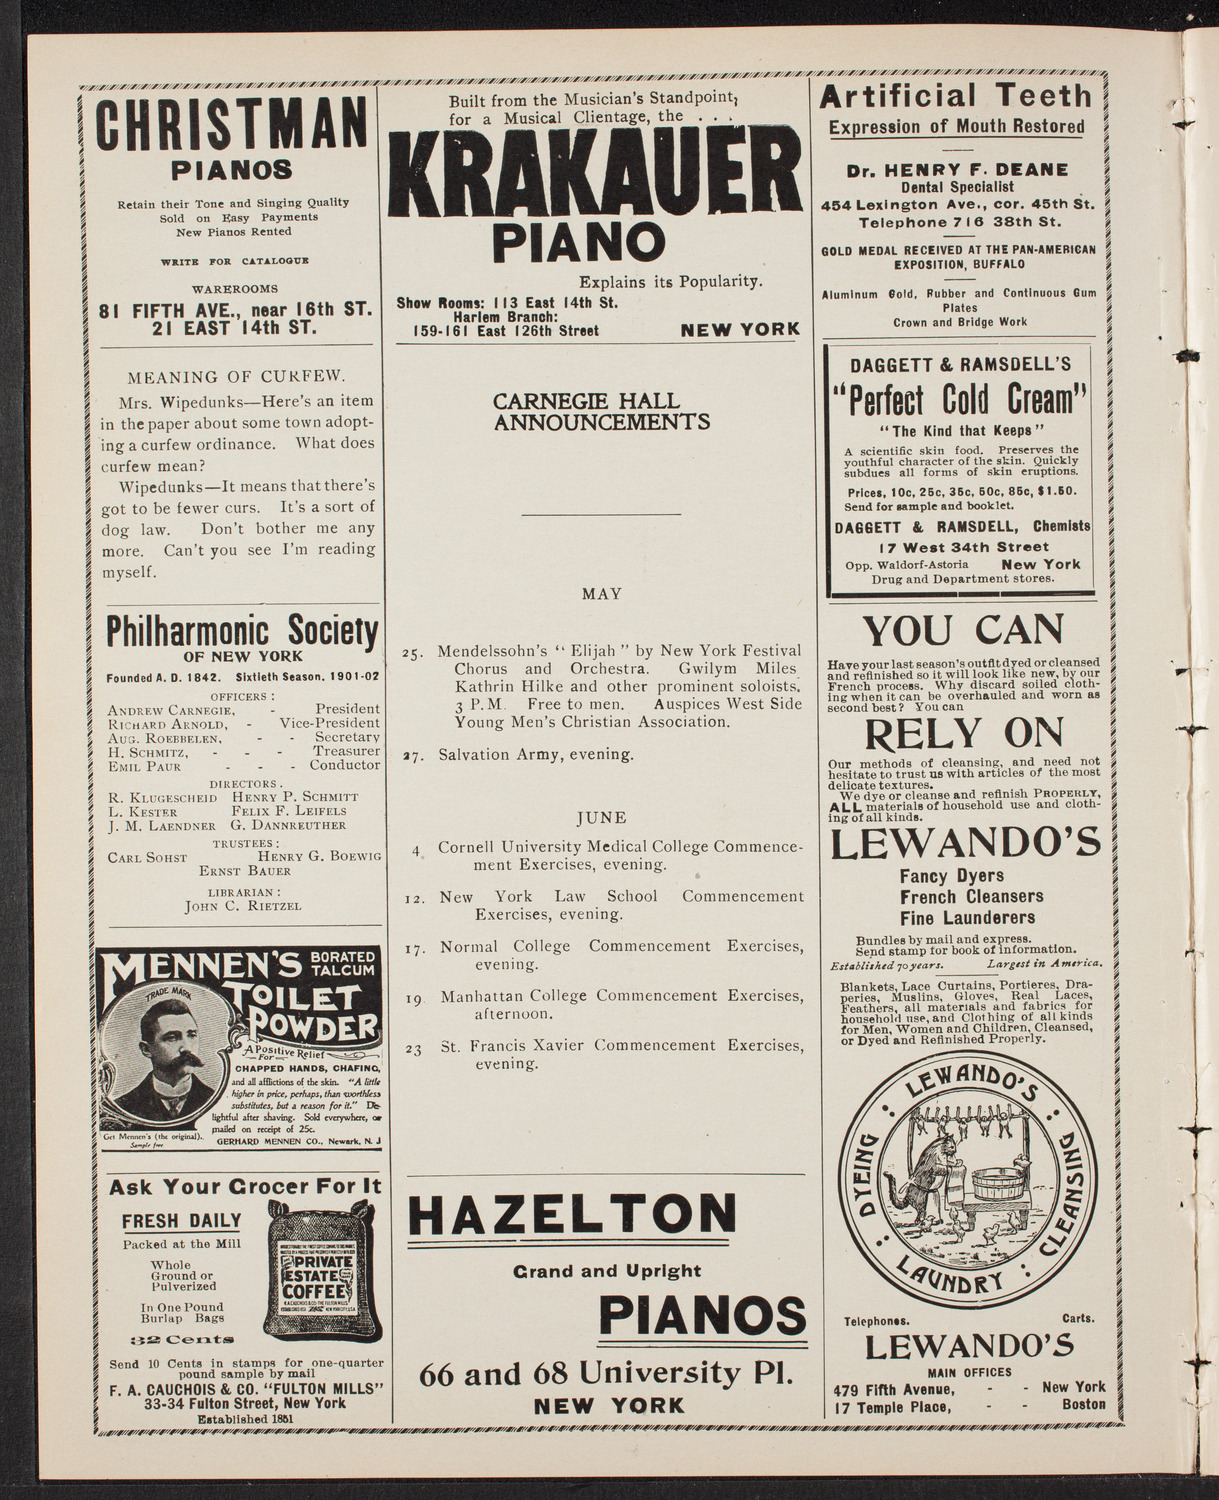 CHRISTMAN
PIANOS
Retain their Tone and Singing Quality
Sold on Easy Payments
New Pianos Rented
WRITE FOR CATALOGUE
WAREROOMS
81 FIFTH AVE., near 16th ST.
21 EAST 14th ST.
MEANING OF CURFEW.
Mrs. Wipedunks—Here's an item
in the paper about some town adopt-
ing a curfew ordinance. What does
curfew mean?
Wipedunks—It means that there's
got to be fewer curs. It's a sort of
dog law. Don't bother me any
more. Can't you see I'm reading
myself.
Philharmonic Society
OF NEW YORK
Founded A. D. 1842. Sixtieth Season. 1901-02
OFFICERS:
ANDREW CARNEGIE, - President
RICHARD ARNOLD, - Vice-President
AUG. ROEBBELEN, - - Secretary
H. SCHMITZ, - - - Treasurer
EMIL PAUR - - - Conductor
DIRECTORS.
R. KLUGESCHEID HENRY P. SCHMITT
L. KESTER FELIX F. LEIFELS
J. M. LAENDNER G. DANNREUTHER
TRUSTEES:
CARL SOHST HENRY G. BOEWIG
ERNST BAUER
LIBRARIAN:
JOHN C. RIETZEL
MENNEN'S BORATED
TALCUM
TOILET
POWDER
TRADE MARK
A Positive Relief
For
CHAPPED HANDS, CHAFING,
and all afflictions of the skin. "A little
higher in price, perhaps, than worthless
substitutes, but a reason for it." De-
lightful after shaving. Sold everywhere, or
mailed on receipt of 25c.
Get Mennen's (the original).
Sample free.
GERHARD MENNEN CO., Newark, N. J
Ask Your Grocer For It
FRESH DAILY
Packed at the Mill
Whole
Ground or
Pulverized
In One Pound
Burlap Bags
32 Cents
PRIVATE
ESTATE
COFFEE
Send 10 Cents in stamps for one-quarter
pound sample by mail
F. A. CAUCHOIS & CO. "FULTON MILLS"
33-34 Fulton Street, New York
Established 1851
Built from the Musician's Standpoint,
for a Musical Clientage, the . . .
KRAKAUER
PIANO
Explains its Popularity.
Show Rooms: 113 East 14th St.
Harlem Branch:
159-161 East 126th Street NEW YORK
CARNEGIE HALL
ANNOUNCEMENTS
MAY
25. Mendelssohn's "Elijah" by New York Festival
Chorus and Orchestra. Gwilym Miles
Kathrin Hilke and other prominent soloists.
3 P.M. Free to men. Auspices West Side
Young Men's Christian Association.
27. Salvation Army, evening.
JUNE
4 Cornell University Medical College Commence-
ment Exercises, evening.
12. New York Law School Commencement
Exercises, evening.
17. Normal College Commencement Exercises,
evening.
19 Manhattan College Commencement Exercises,
afternoon.
23 St. Francis Xavier Commencement Exercises,
evening.
HAZELTON
Grand and Upright
PIANOS
66 and 68 University Pl.
NEW YORK
Artificial Teeth
Expression of Mouth Restored
Dr. HENRY F. DEANE
Dental Specialist
454 Lexington Ave., cor. 45th St.
Telephone 716 38th St.
GOLD MEDAL RECEIVED AT THE PAN-AMERICAN
EXPOSITION, BUFFALO
Aluminum Gold, Rubber and Continuous Gum
Plates
Crown and Bridge Work
DAGGETT & RAMSDELL'S
"Perfect Cold Cream"
"The Kind that Keeps"
A scientific skin food. Preserves the
youthful character of the skin. Quickly
subdues all forms of skin eruptions.
Prices, 10c, 25c, 35c, 50c, 85c, $1.50.
Send for sample and booklet.
DAGGETT & RAMSDELL, Chemists
17 West 34th Street
Opp. Waldorf-Astoria New York
Drug and Department stores.
YOU CAN
Have your last season's outfit dyed or cleansed
and refinished so it will look like new, by our
French process. Why discard soiled cloth-
ing when it can be overhauled and worn as
second best? You can
RELY ON
Our methods of cleansing, and need not
hesitate to trust us with articles of the most
delicate textures.
We dye or cleanse and refinish PROPERLY,
ALL materials of household use and cloth-
ing of all kinds.
LEWANDO'S
Fancy Dyers
French Cleansers
Fine Launderers
Bundles by mail and express.
Send stamp for book of information.
Established 70 years. Largest in America.
Blankets, Lace Curtains, Portieres, Dra-
peries, Muslins, Gloves, Real Laces,
Feathers, all materials and fabrics for
household use, and Clothing of all kinds
for Men, Women and Children, Cleansed,
or Dyed and Refinished Properly.
LEWANDO'S
DYEING
CLEANSING
LAUNDRY
Telephones. Carts.
LEWANDO'S
MAIN OFFICES
479 Fifth Avenue, - - New York
17 Temple Place, - - Boston